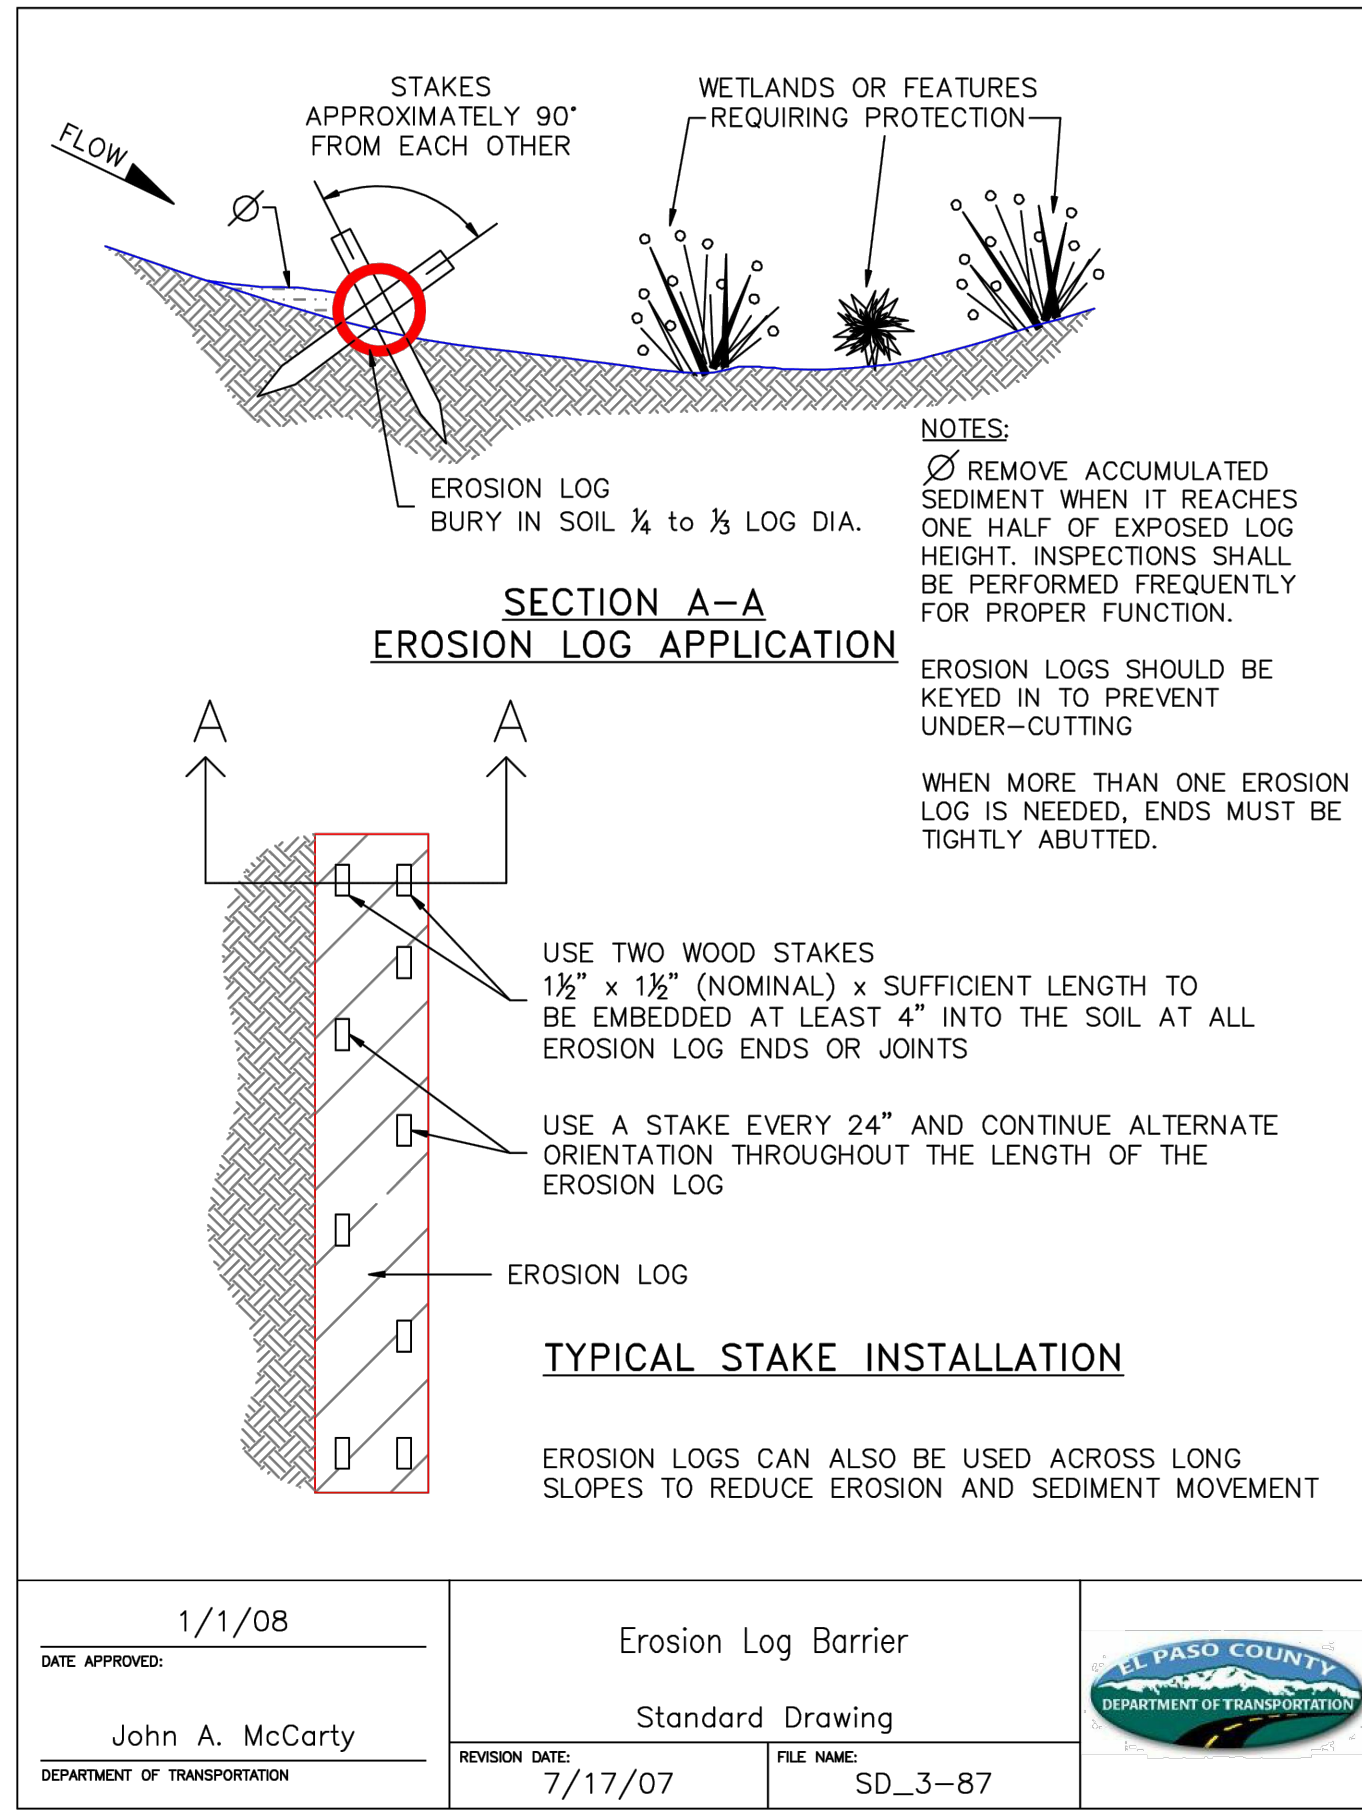 STAKES
APPROXIMATELY 90°
FROM EACH OTHER
WETLANDS OR FEATURES
REQUIRING PROTECTION
FLOW
Ø
EROSION LOG
BURY IN SOIL ¼ to ⅓ LOG DIA.
NOTES:
Ø REMOVE ACCUMULATED
SEDIMENT WHEN IT REACHES
ONE HALF OF EXPOSED LOG
HEIGHT. INSPECTIONS SHALL
BE PERFORMED FREQUENTLY
FOR PROPER FUNCTION.
EROSION LOGS SHOULD BE
KEYED IN TO PREVENT
UNDER-CUTTING
WHEN MORE THAN ONE EROSION
LOG IS NEEDED, ENDS MUST BE
TIGHTLY ABUTTED.
SECTION A-A
EROSION LOG APPLICATION
A
A
USE TWO WOOD STAKES
1½" x 1½" (NOMINAL) x SUFFICIENT LENGTH TO
BE EMBEDDED AT LEAST 4" INTO THE SOIL AT ALL
EROSION LOG ENDS OR JOINTS
USE A STAKE EVERY 24" AND CONTINUE ALTERNATE
ORIENTATION THROUGHOUT THE LENGTH OF THE
EROSION LOG
EROSION LOG
TYPICAL STAKE INSTALLATION
EROSION LOGS CAN ALSO BE USED ACROSS LONG
SLOPES TO REDUCE EROSION AND SEDIMENT MOVEMENT
1/1/08
DATE APPROVED:
John A. McCarty
DEPARTMENT OF TRANSPORTATION
Erosion Log Barrier
Standard Drawing
REVISION DATE:
7/17/07
FILE NAME:
SD_3-87
EL PASO COUNTY
DEPARTMENT OF TRANSPORTATION